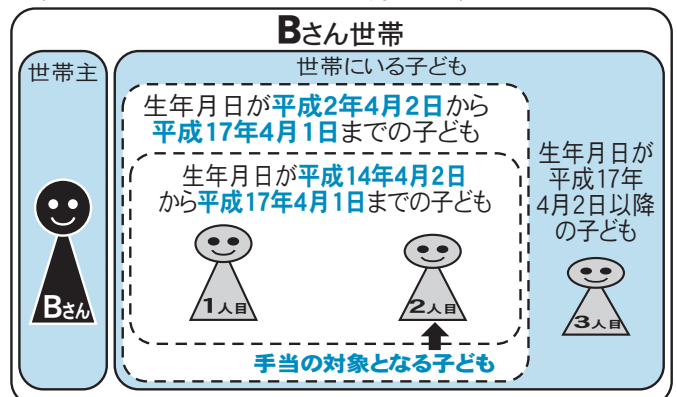 Bさん世帯
世帯主
世帯にいる子ども
生年月日が平成2年4月2日から
平成17年4月1日までの子ども
生年月日が平成14年4月2日
から平成17年4月1日までの子ども
生年月日が
平成17年
4月2日以降
の子ども
Bさん
1人目
2人目
3人目
手当の対象となる子ども